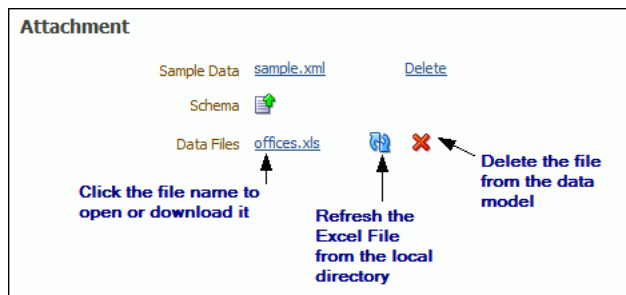 Attachment
Sample Data sample.xml Delete
Schema
Data Files offices.xls
Click the file name to
open or download it
Refresh the
Excel File
from the local
directory
Delete the file
from the data
model